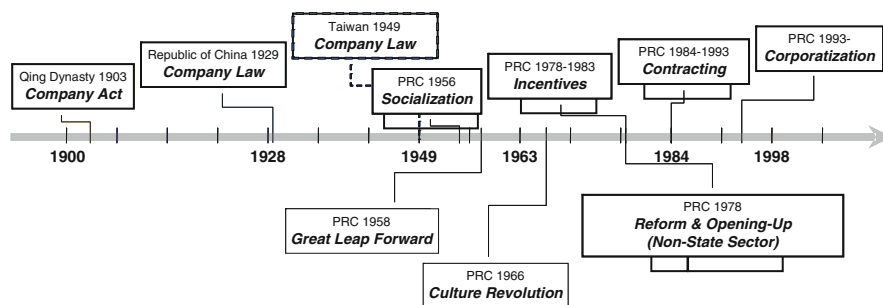 Qing Dynasty 1903
Company Act
Republic of China 1929
Company Law
Taiwan 1949
Company Law
PRC 1956
Socialization
PRC 1978-1983
Incentives
PRC 1984-1993
Contracting
PRC 1993-
Corporatization
1900
1928
1949
1963
1984
1998
PRC 1958
Great Leap Forward
PRC 1966
Culture Revolution
PRC 1978
Reform & Opening-Up
(Non-State Sector)